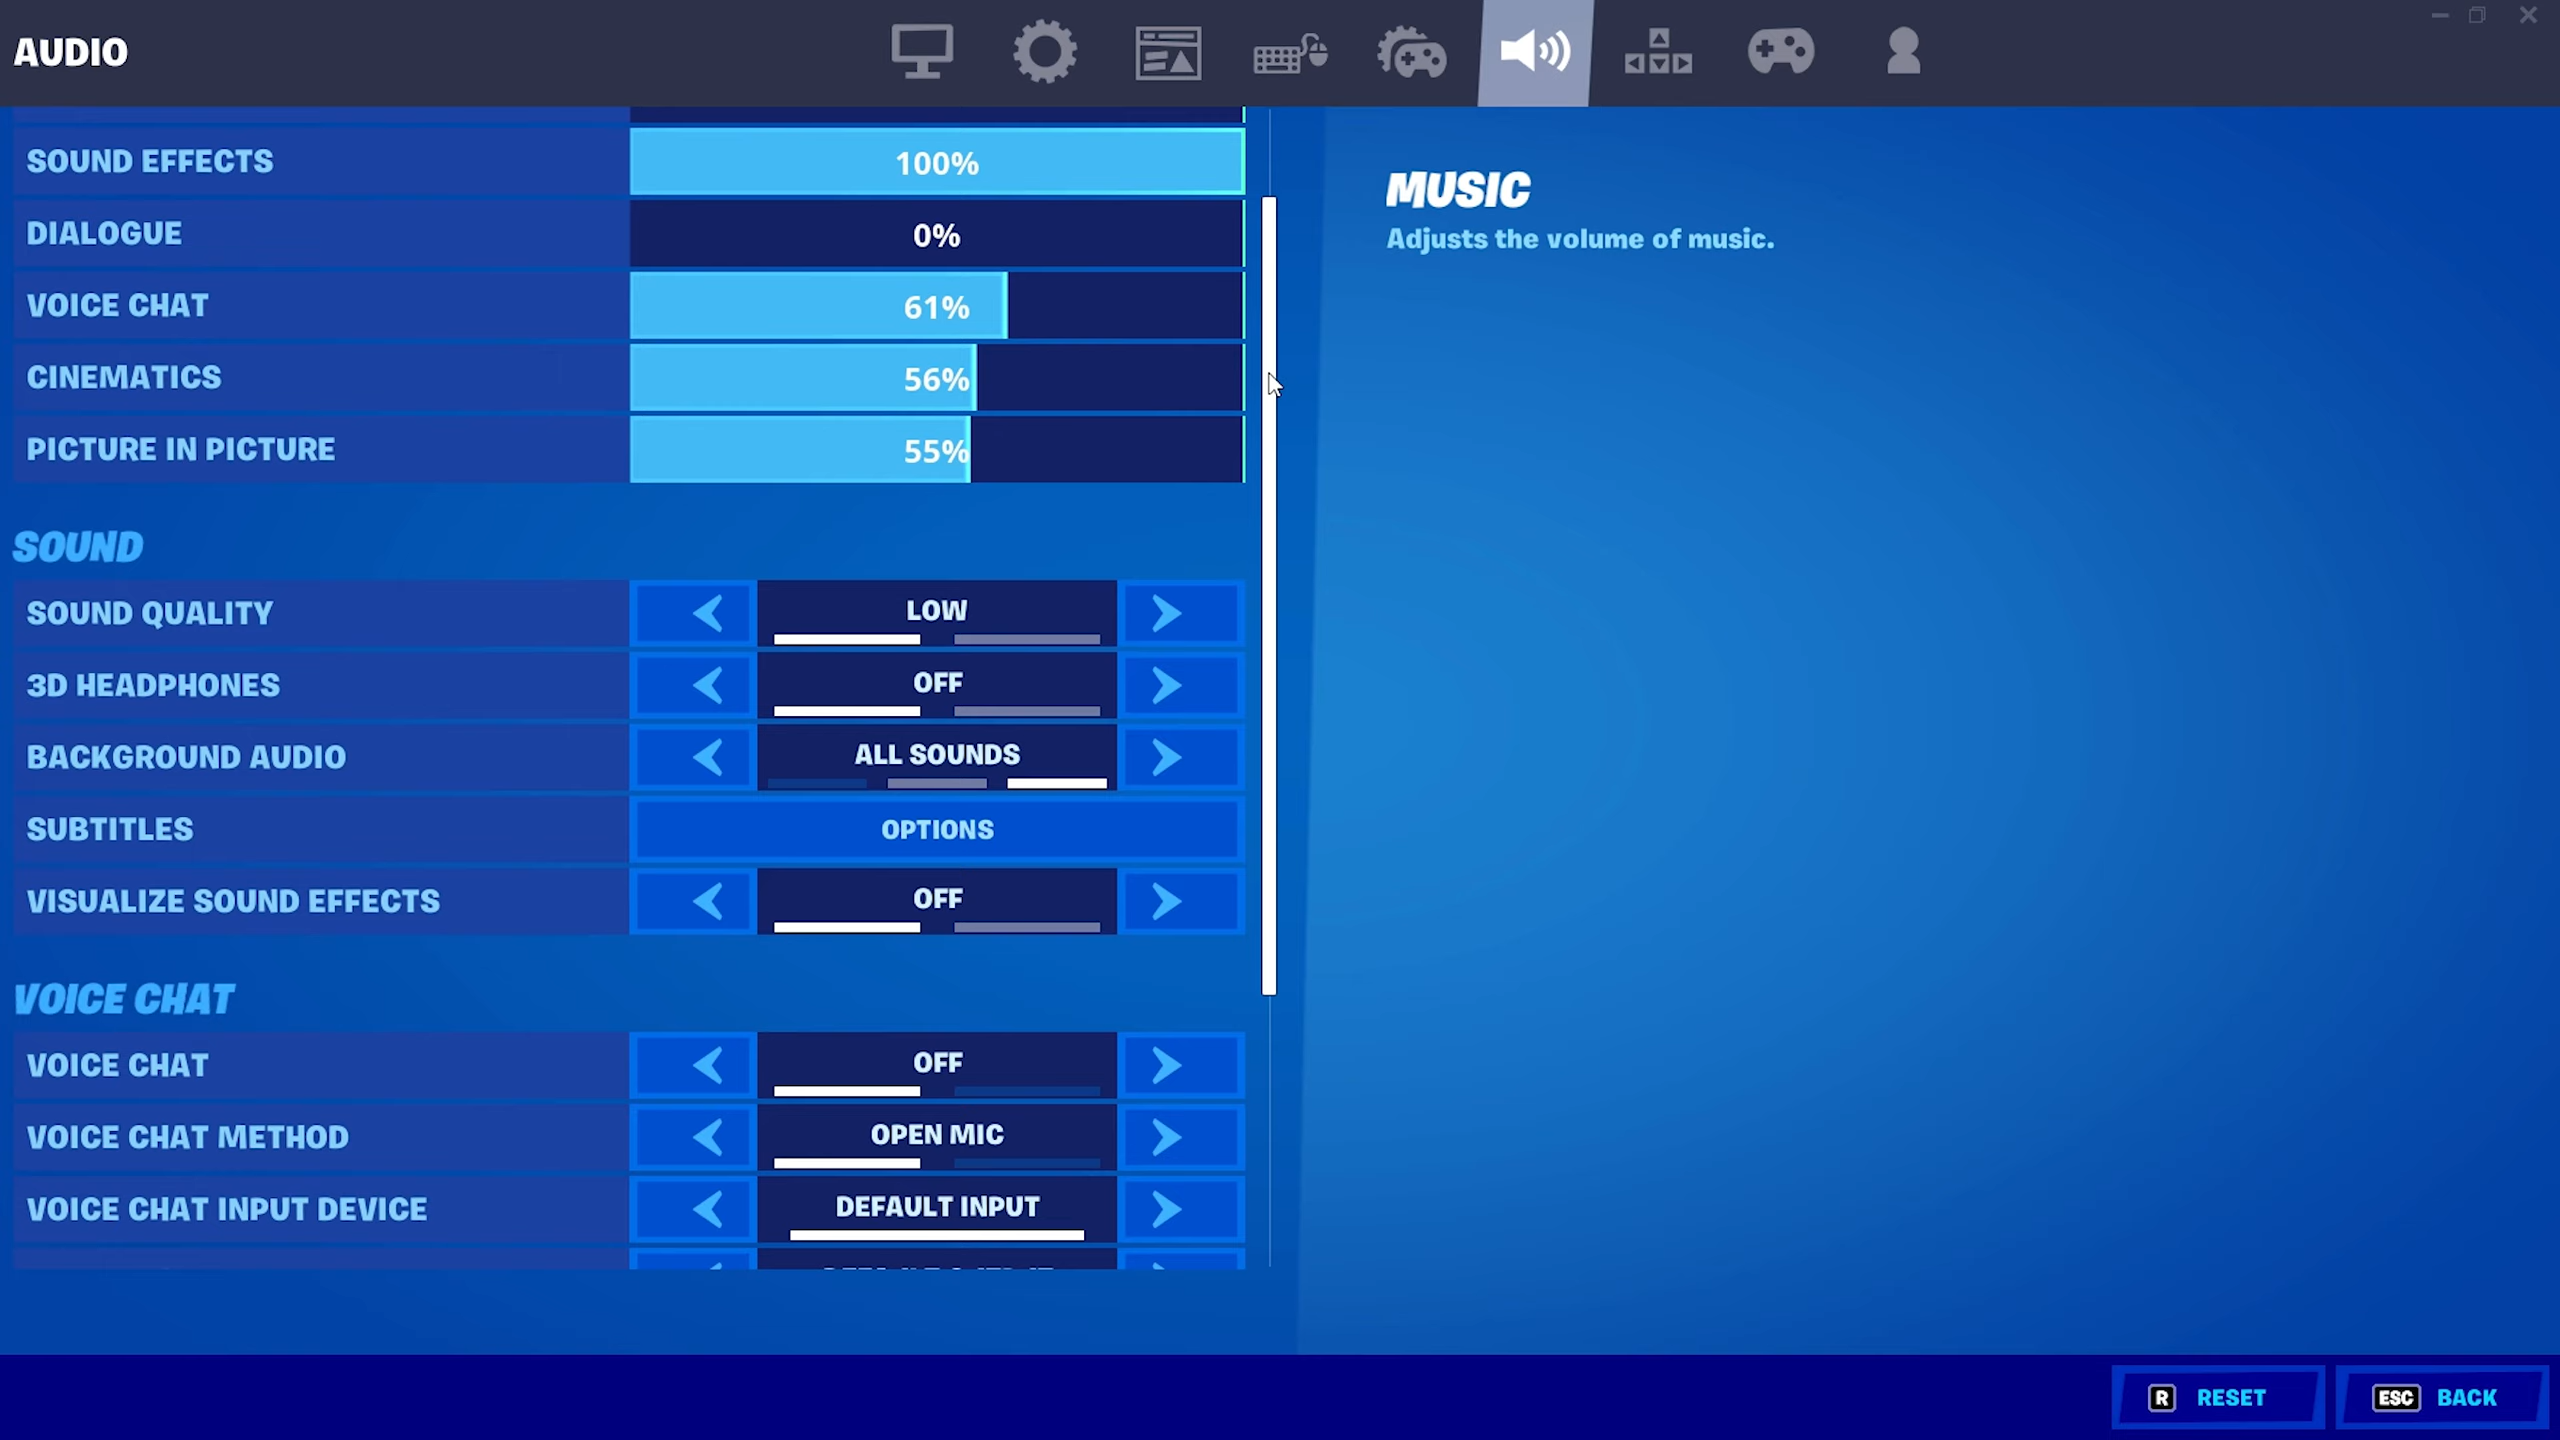 AUDIO
SOUND EFFECTS 100%
DIALOGUE 0%
VOICE CHAT 61%
CINEMATICS 56%
PICTURE IN PICTURE 55%
SOUND
SOUND QUALITY LOW
3D HEADPHONES OFF
BACKGROUND AUDIO ALL SOUNDS
SUBTITLES OPTIONS
VISUALIZE SOUND EFFECTS OFF
VOICE CHAT
VOICE CHAT OFF
VOICE CHAT METHOD OPEN MIC
VOICE CHAT INPUT DEVICE DEFAULT INPUT
MUSIC
Adjusts the volume of music.
R RESET ESC BACK